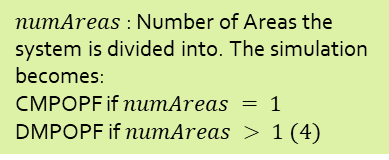 numAreas : Number of Areas the
system is divided into. The simulation
becomes:
CMPOPF if numAreas = 1
DMPOPF if numAreas > 1 (4)